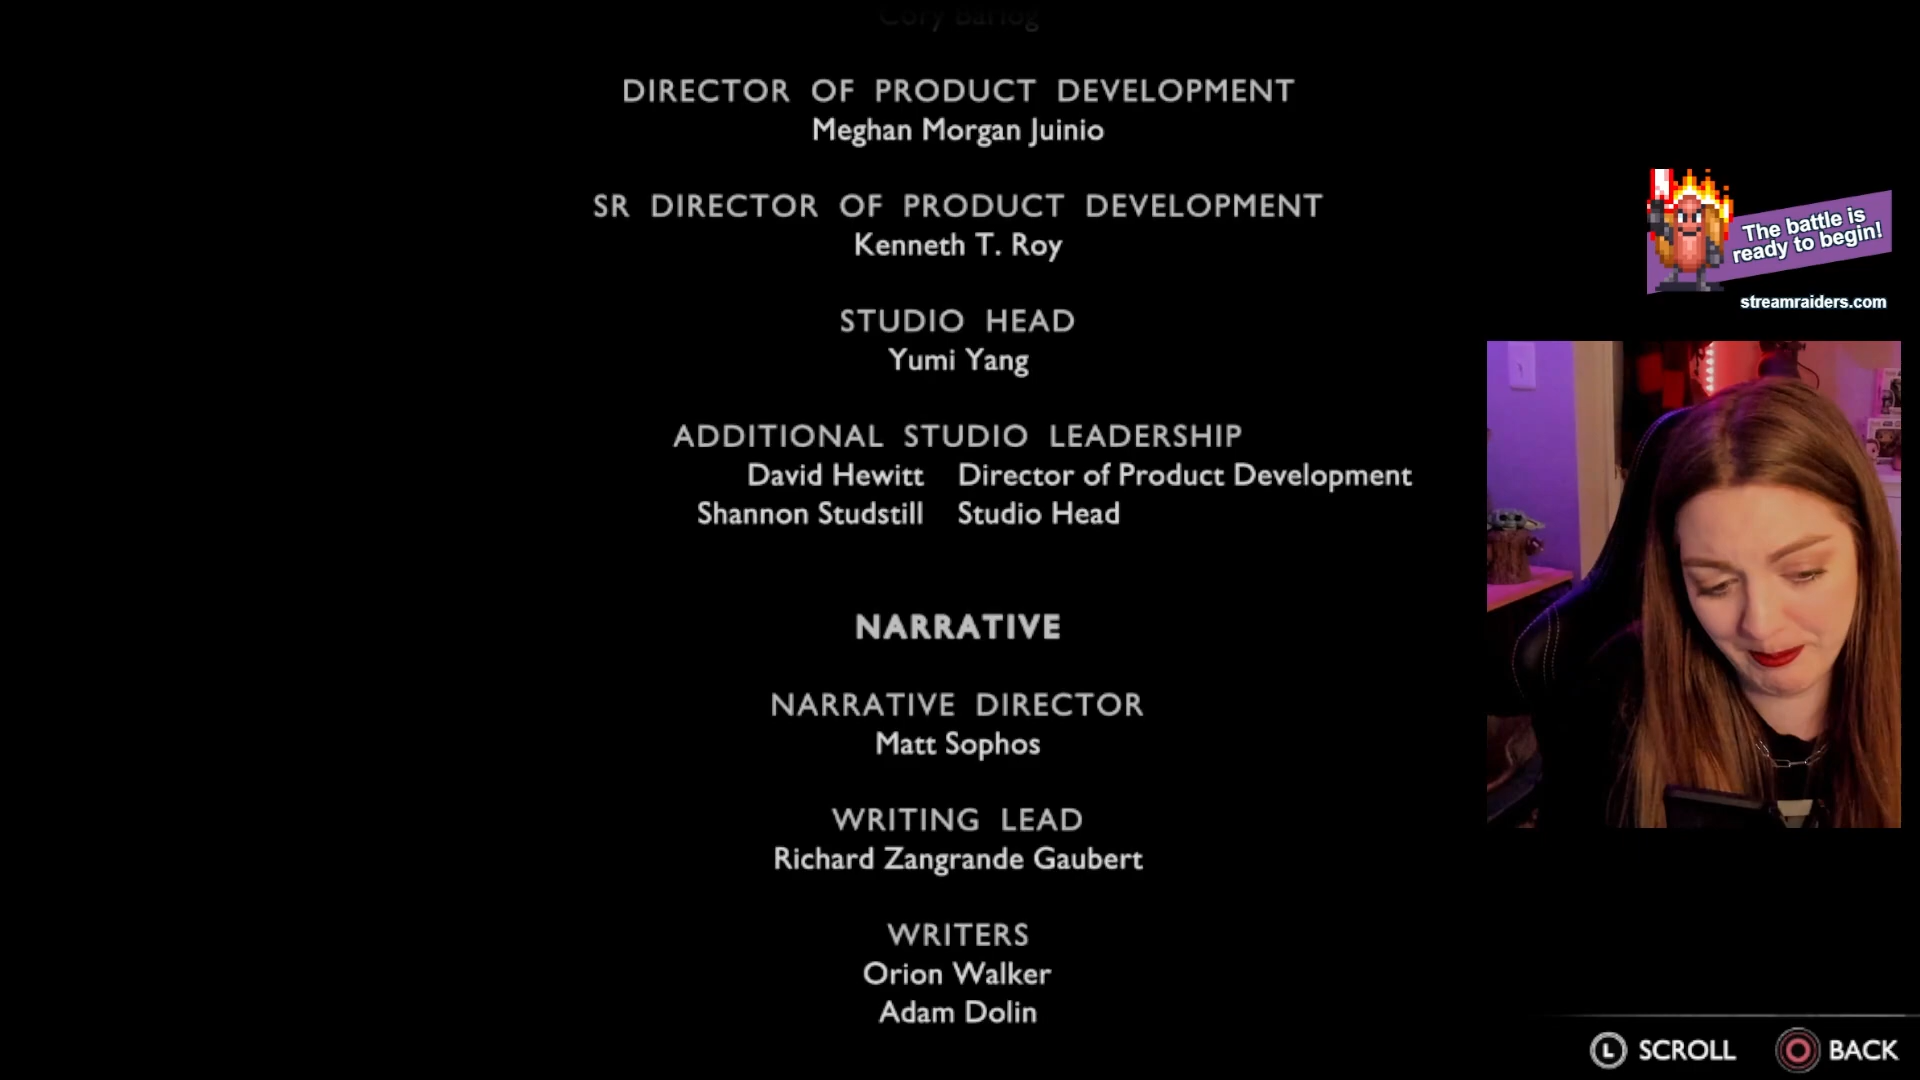 Cory Barlog
DIRECTOR OF PRODUCT DEVELOPMENT
Meghan Morgan Juinio
SR DIRECTOR OF PRODUCT DEVELOPMENT
Kenneth T. Roy
STUDIO HEAD
Yumi Yang
ADDITIONAL STUDIO LEADERSHIP
David Hewitt Director of Product Development
Shannon Studstill Studio Head
NARRATIVE
NARRATIVE DIRECTOR
Matt Sophos
WRITING LEAD
Richard Zangrande Gaubert
WRITERS
Orion Walker
Adam Dolin
The battle is
ready to begin!
streamraiders.com
L SCROLL BACK